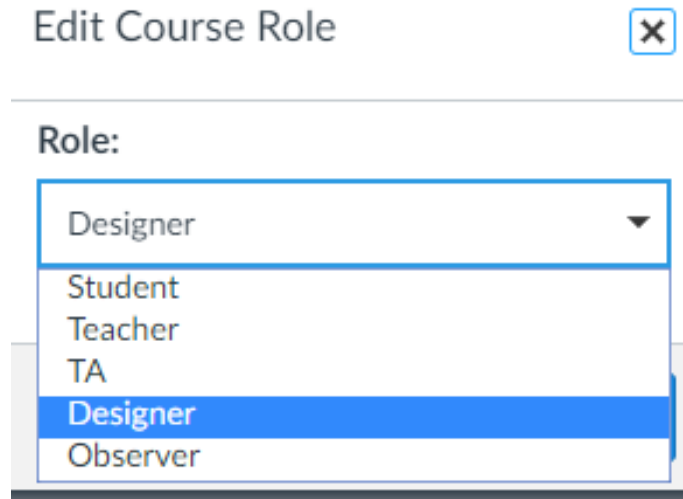 Edit Course Role
Role:
Designer
Student
Teacher
TA
Designer
Observer